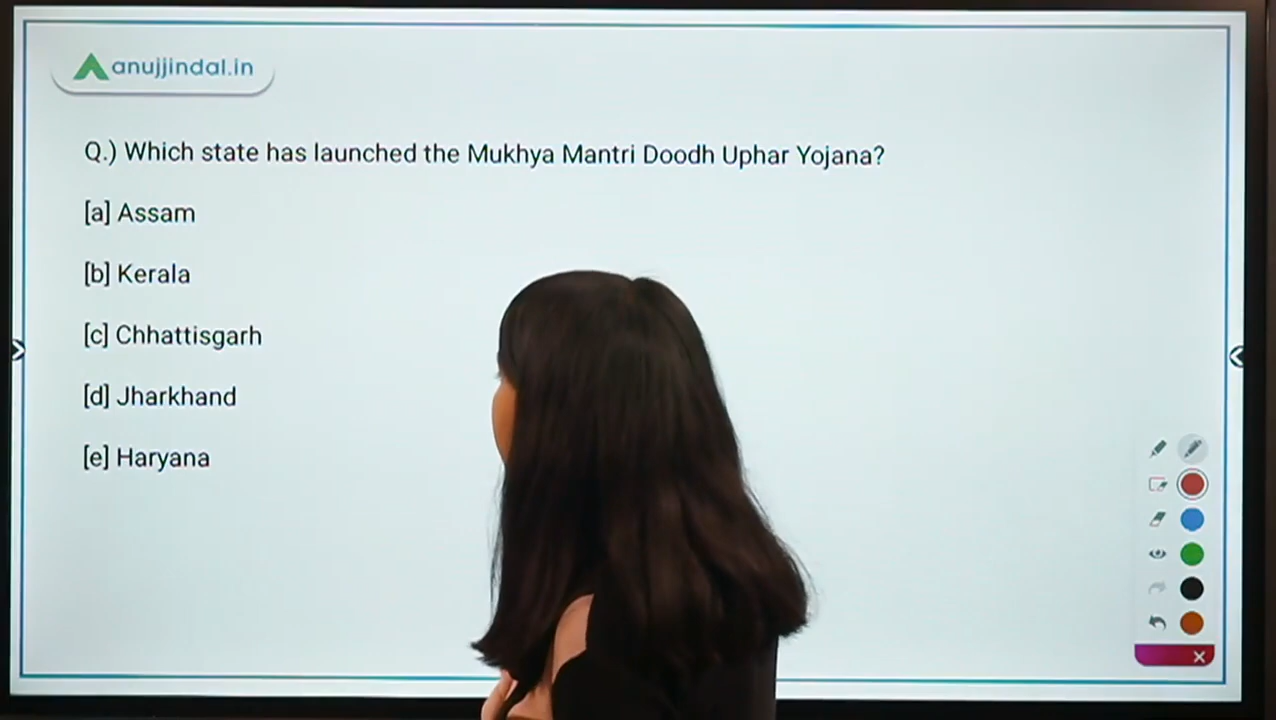 anujjindal.in
Q.) Which state has launched the Mukhya Mantri Doodh Uphar Yojana?
[a] Assam
[b] Kerala
[c] Chhattisgarh
[d] Jharkhand
[e] Haryana